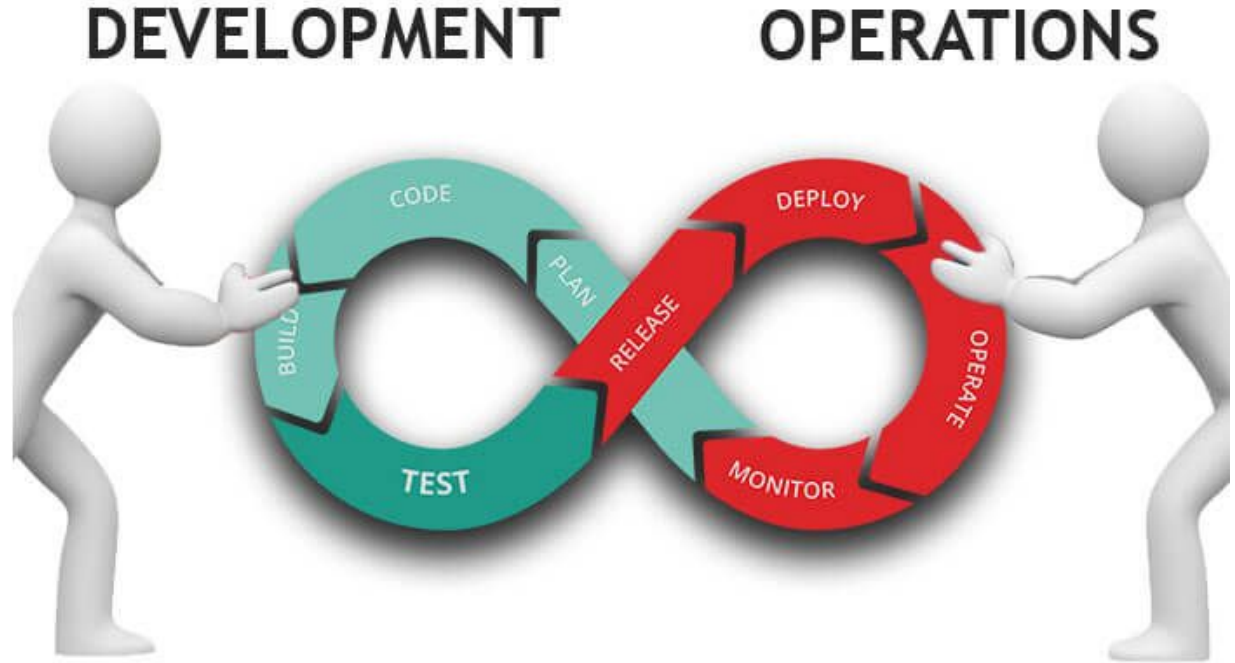 DEVELOPMENT
OPERATIONS
CODE
PLAN
BUILD
TEST
RELEASE
DEPLOY
OPERATE
MONITOR